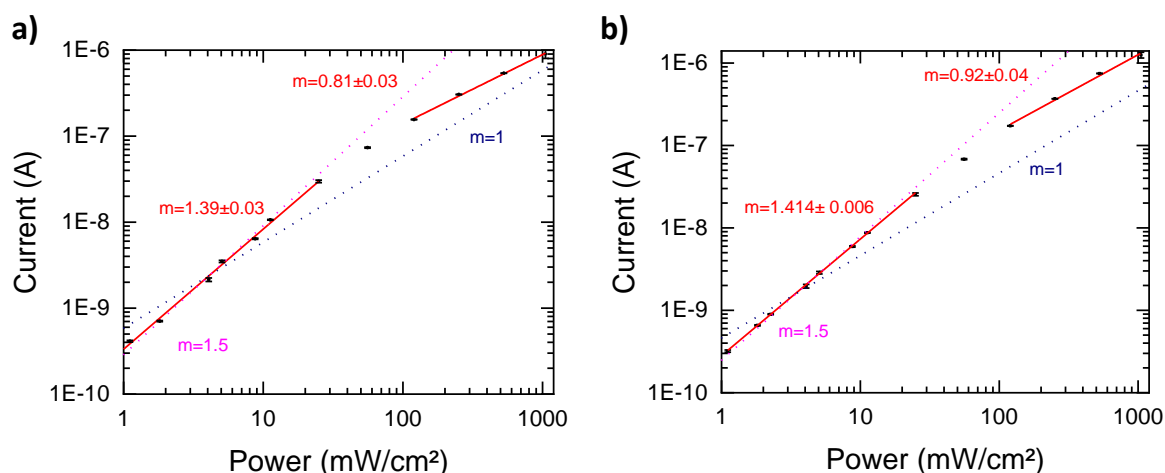 a)
1E-6
1E-7
1E-8
1E-9
1E-10
Current (A)
m=0.81±0.03
m=1
m=1.39±0.03
m=1.5
1 10 100 1000
Power (mW/cm²)
b)
1E-6
1E-7
1E-8
1E-9
1E-10
Current (A)
m=0.92±0.04
m=1
m=1.414± 0.006
m=1.5
1 10 100 1000
Power (mW/cm²)